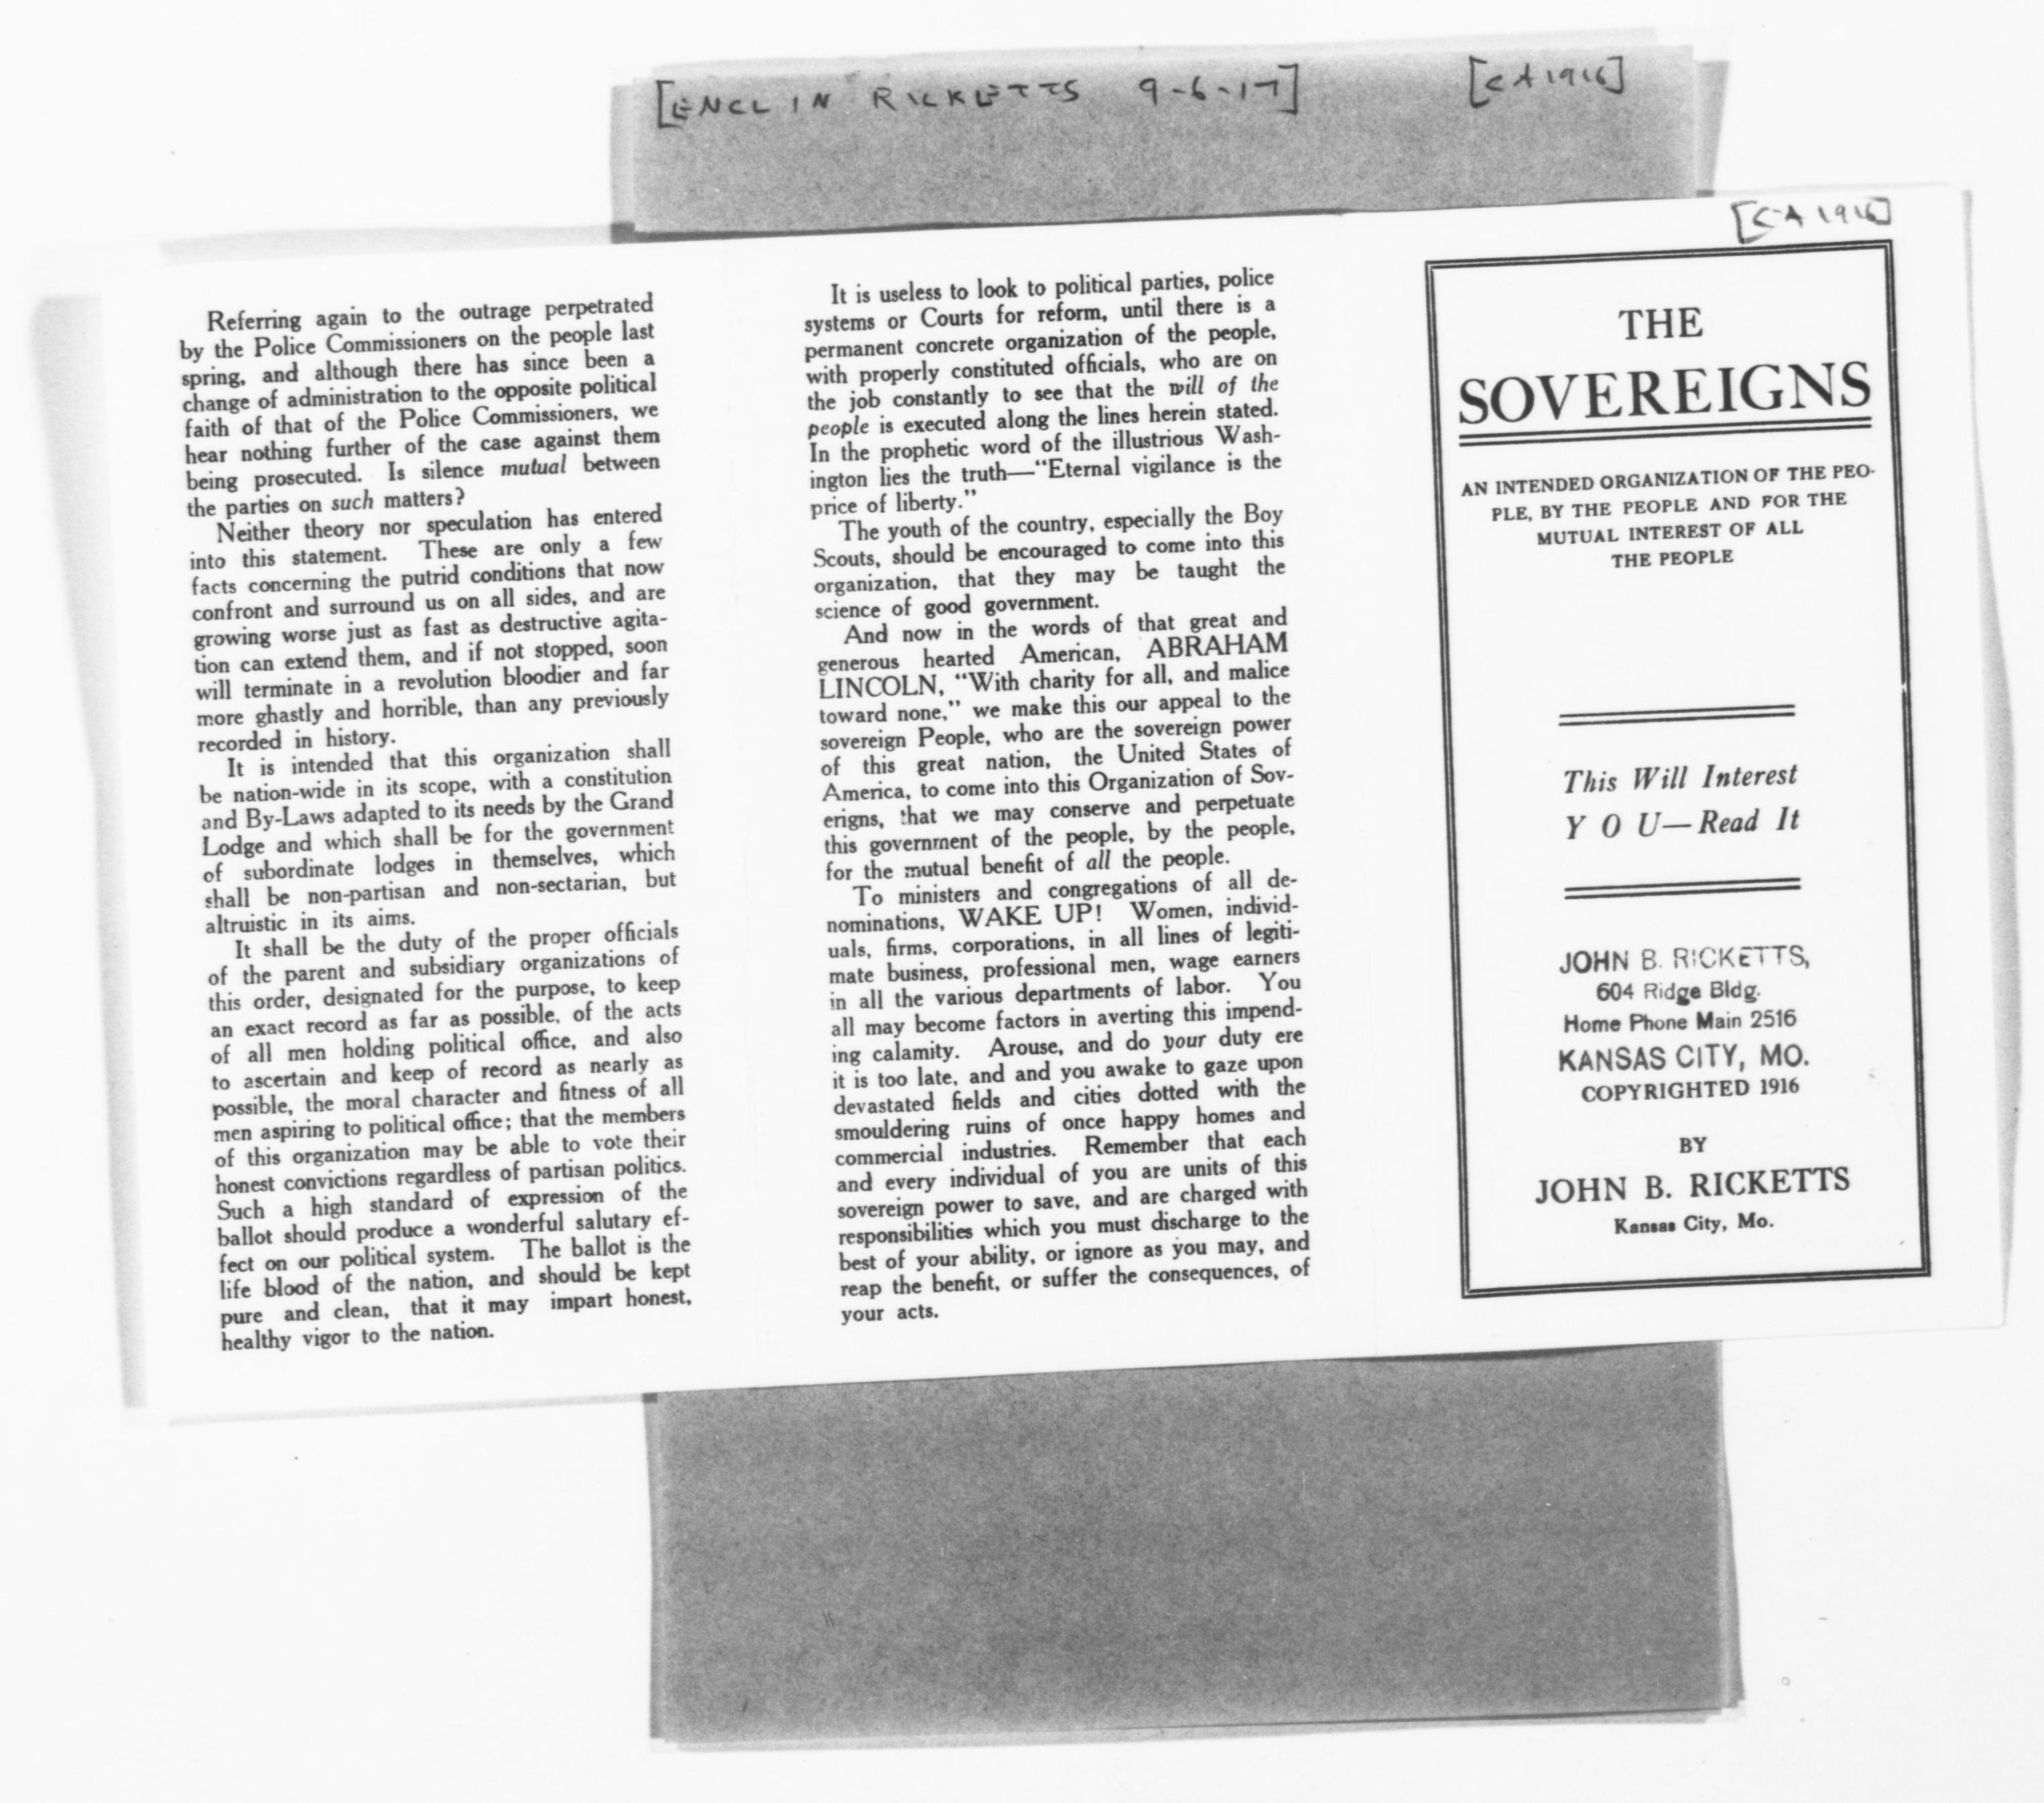 [ENCL IN RICKETTS 9-6-17] [CA 1916]
[CA 1916]
Referring again to the outrage perpetrated
by the Police Commissioners on the people last
spring, and although there has since been a
change of administration to the opposite political
faith of that of the Police Commissioners, we
hear nothing further of the case against them
being prosecuted. Is silence mutual between
the parties on such matters?
Neither theory nor speculation has entered
into this statement. These are only a few
facts concerning the putrid conditions that now
confront and surround us on all sides, and are
growing worse just as fast as destructive agita-
tion can extend them, and if not stopped, soon
will terminate in a revolution bloodier and far
more ghastly and horrible, than any previously
recorded in history.
It is intended that this organization shall
be nation-wide in its scope, with a constitution
and By-Laws adapted to its needs by the Grand
Lodge and which shall be for the government
of subordinate lodges in themselves, which
shall be non-partisan and non-sectarian, but
altruistic in its aims.
It shall be the duty of the proper officials
of the parent and subsidiary organizations of
this order, designated for the purpose, to keep
an exact record as far as possible, of the acts
of all men holding political office, and also
to ascertain and keep of record as nearly as
possible, the moral character and fitness of all
men aspiring to political office; that the members
of this organization may be able to vote their
honest convictions regardless of partisan politics.
Such a high standard of expression of the
ballot should produce a wonderful salutary ef-
fect on our political system. The ballot is the
life blood of the nation, and should be kept
pure and clean, that it may impart honest,
healthy vigor to the nation.
It is useless to look to political parties, police
systems or Courts for reform, until there is a
permanent concrete organization of the people,
with properly constituted officials, who are on
the job constantly to see that the will of the
people is executed along the lines herein stated.
In the prophetic word of the illustrious Wash-
ington lies the truth—"Eternal vigilance is the
price of liberty."
The youth of the country, especially the Boy
Scouts, should be encouraged to come into this
organization, that they may be taught the
science of good government.
And now in the words of that great and
generous hearted American, ABRAHAM
LINCOLN, "With charity for all, and malice
toward none," we make this our appeal to the
sovereign People, who are the sovereign power
of this great nation, the United States of
America, to come into this Organization of Sov-
erigns, that we may conserve and perpetuate
this government of the people, by the people,
for the mutual benefit of all the people.
To ministers and congregations of all de-
nominations, WAKE UP! Women, individ-
uals, firms, corporations, in all lines of legiti-
mate business, professional men, wage earners
in all the various departments of labor. You
all may become factors in averting this impend-
ing calamity. Arouse, and do your duty ere
it is too late, and and you awake to gaze upon
devastated fields and cities dotted with the
smouldering ruins of once happy homes and
commercial industries. Remember that each
and every individual of you are units of this
sovereign power to save, and are charged with
responsibilities which you must discharge to the
best of your ability, or ignore as you may, and
reap the benefit, or suffer the consequences, of
your acts.
THE
SOVEREIGNS
AN INTENDED ORGANIZATION OF THE PEO-
PLE, BY THE PEOPLE AND FOR THE
MUTUAL INTEREST OF ALL
THE PEOPLE
This Will Interest
Y O U—Read It
JOHN B. RICKETTS,
604 Ridge Bldg.
Home Phone Main 2516
KANSAS CITY, MO.
COPYRIGHTED 1916
BY
JOHN B. RICKETTS
Kansas City, Mo.